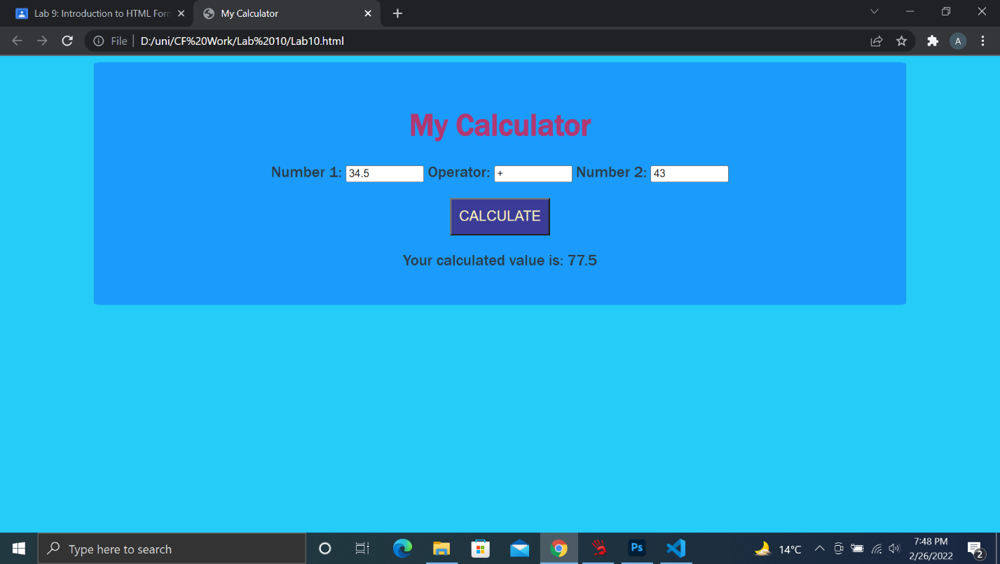 Lab 9: Introduction to HTML Form
My Calculator
File
D:/uni/CF%20Work/Lab%2010/Lab10.html
A
My Calculator
Number 1: 34.5 Operator: + Number 2: 43
CALCULATE
Your calculated value is: 77.5
Type here to search
Ps
14°C
7:48 PM
2/26/2022
2